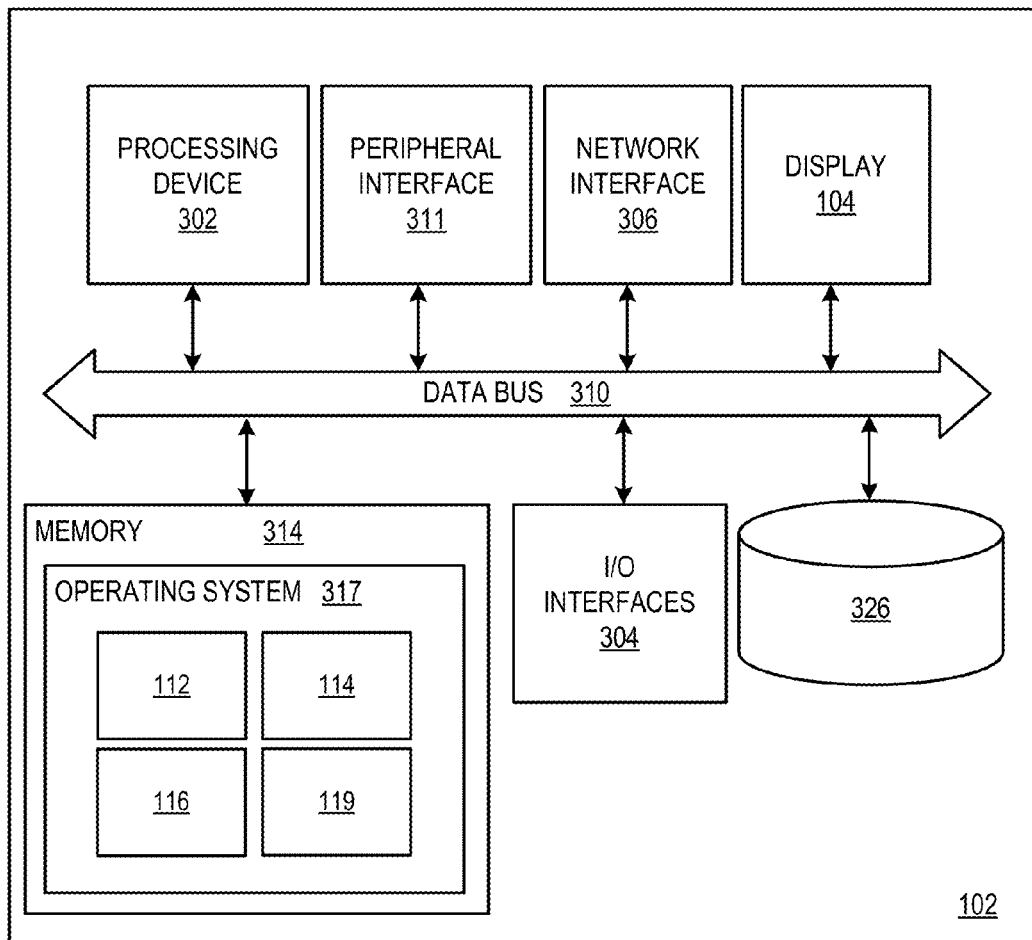 PROCESSING
DEVICE
302
PERIPHERAL
INTERFACE
311
NETWORK
INTERFACE
306
DISPLAY
104
DATA BUS 310
MEMORY 314
OPERATING SYSTEM 317
112
114
116
119
I/O
INTERFACES
304
326
102